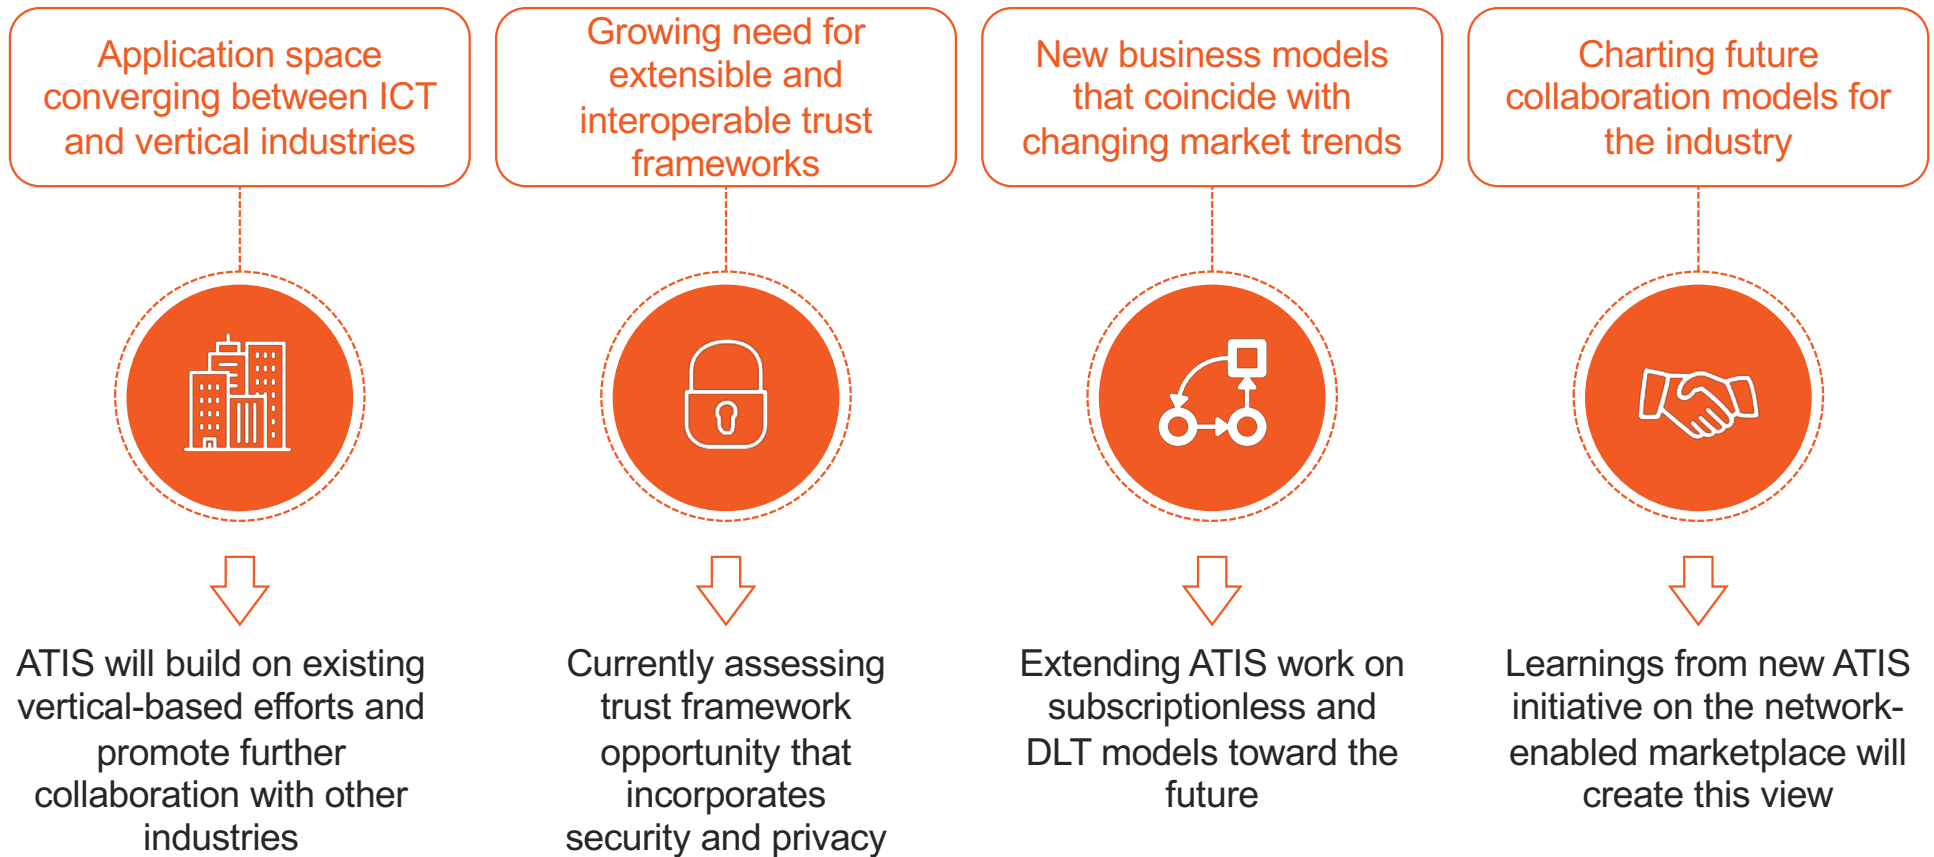 Application space
converging between ICT
and vertical industries
Growing need for
extensible and
interoperable trust
frameworks
New business models
that coincide with
changing market trends
Charting future
collaboration models for
the industry
ATIS will build on existing
vertical-based efforts and
promote further
collaboration with other
industries
Currently assessing
trust framework
opportunity that
incorporates
security and privacy
Extending ATIS work on
subscriptionless and
DLT models toward the
future
Learnings from new ATIS
initiative on the network-
enabled marketplace will
create this view